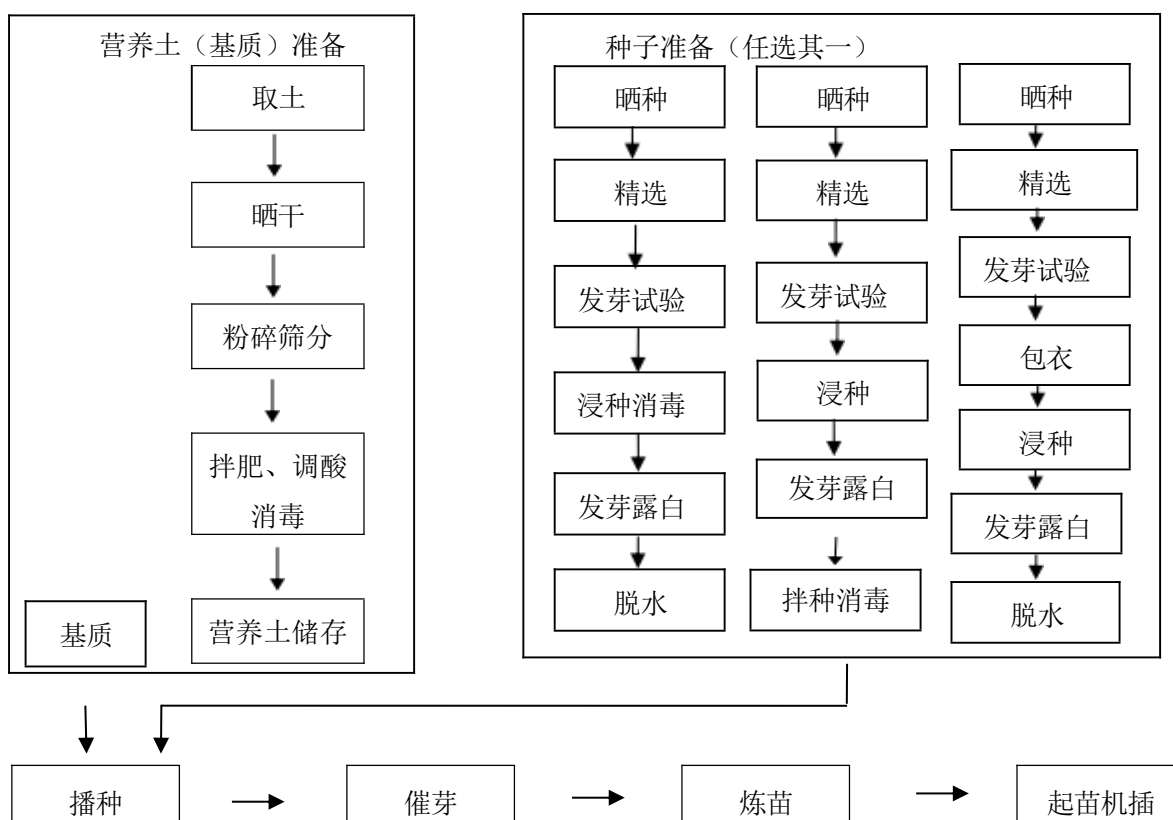 营养土（基质）准备
取土
晒干
粉碎筛分
拌肥、调酸
消毒
营养土储存
基质
种子准备（任选其一）
晒种
精选
发芽试验
浸种消毒
发芽露白
脱水
晒种
精选
发芽试验
浸种
发芽露白
拌种消毒
晒种
精选
发芽试验
包衣
浸种
发芽露白
脱水
播种
催芽
炼苗
起苗机插